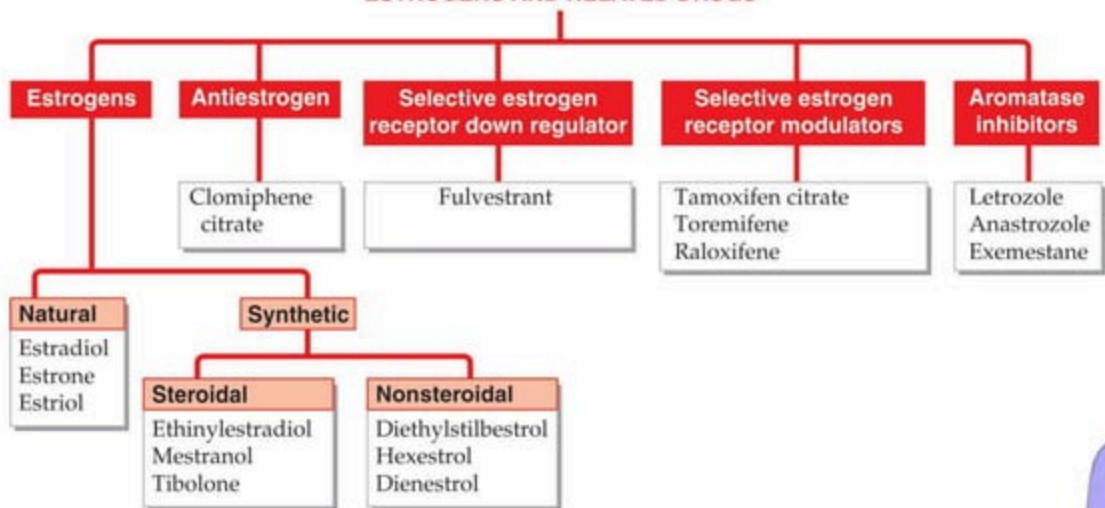 Estrogens
Antiestrogen
Selective estrogen
receptor down regulator
Selective estrogen
receptor modulators
Aromatase
inhibitors
Clomiphene
citrate
Fulvestrant
Tamoxifen citrate
Toremifene
Raloxifene
Letrozole
Anastrozole
Exemestane
Natural
Estradiol
Estrone
Estriol
Synthetic
Steroidal
Ethinylestradiol
Mestranol
Tibolone
Nonsteroidal
Diethylstilbestrol
Hexestrol
Dienestrol